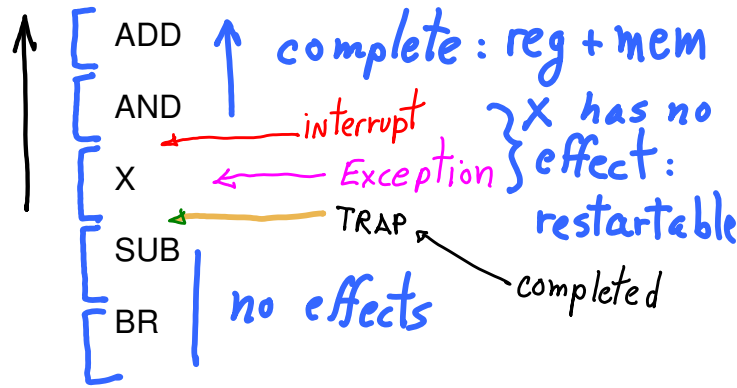 ADD
complete: reg + mem
AND
interrupt
X has no
effect:
X
Exception
restartable
TRAP
SUB
completed
no effects
BR